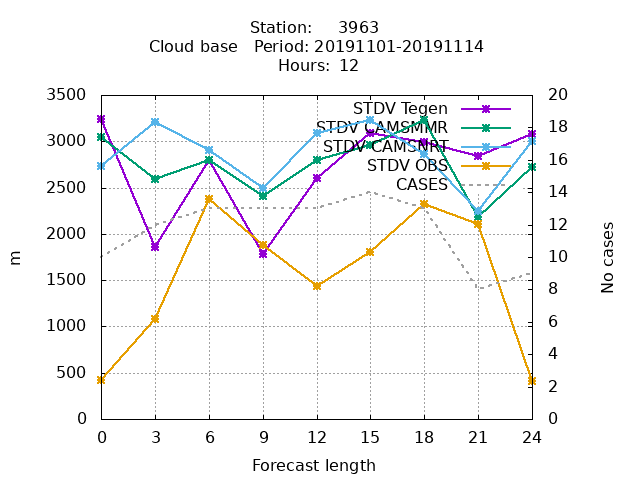 Station: 3963
Cloud base Period: 20191101-20191114
Hours: 12
3500
3000
2500
2000
1500
1000
500
0
m
20
18
16
14
12
10
8
6
4
2
0
No cases
STDV Tegen
STDV CAMSMMR
STDV CAMSNRT
STDV OBS
CASES
0 3 6 9 12 15 18 21 24
Forecast length